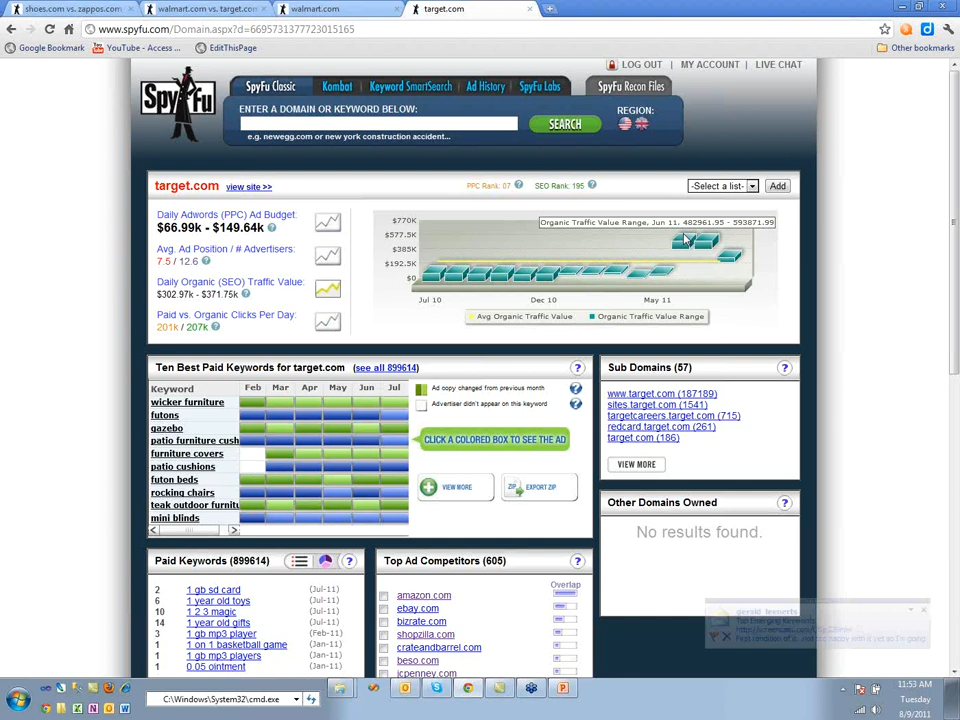 shoes.com vs. zappos.com
walmart.com vs. target.com
walmart.com
target.com
www.spyfu.com/Domain.aspx?d=6695731377723015165
Google Bookmark
YouTube - Access ...
EditThisPage
Other bookmarks
LOG OUT
MY ACCOUNT
LIVE CHAT
SpyFu
SpyFu Classic
Kombat
Keyword SmartSearch
Ad History
SpyFu Labs
SpyFu Recon Files
ENTER A DOMAIN OR KEYWORD BELOW:
REGION:
SEARCH
e.g. newegg.com or new york construction accident...
target.com view site >>
PPC Rank: 07 ?
SEO Rank: 195 ?
-Select a list-
Add
Daily Adwords (PPC) Ad Budget:
$66.99k - $149.64k ?
Avg. Ad Position / # Advertisers:
7.5 / 12.6 ?
Daily Organic (SEO) Traffic Value:
$302.97k - $371.75k ?
Paid vs. Organic Clicks Per Day:
201k / 207k ?
Organic Traffic Value Range, Jun 11, 482961.95 - 593871.99
$770K
$577.5K
$385K
$192.5K
$0
Jul 10
Dec 10
May 11
Avg Organic Traffic Value
Organic Traffic Value Range
Ten Best Paid Keywords for target.com (see all 899614) ?
Keyword Feb Mar Apr May Jun Jul
wicker furniture
futons
gazebo
patio furniture cush
furniture covers
patio cushions
futon beds
rocking chairs
teak outdoor furnitu
mini blinds
Ad copy changed from previous month ?
Advertiser didn't appear on this keyword ?
CLICK A COLORED BOX TO SEE THE AD
VIEW MORE
ZIP EXPORT ZIP
Sub Domains (57) ?
www.target.com (187189)
sites.target.com (1541)
targetcareers.target.com (715)
redcard.target.com (261)
target.com (186)
VIEW MORE
Other Domains Owned ?
No results found.
Paid Keywords (899614) ?
2 1 gb sd card (Jul-11)
6 1 year old toys (Jul-11)
10 1 2 3 magic (Jul-11)
14 1 year old gifts (Jul-11)
3 1 gb mp3 player (Feb-11)
1 1 on 1 basketball game (Jan-11)
1 1 gb mp3 players (Jan-11)
1 0.05 ointment (Jan-11)
Top Ad Competitors (605) ?
Overlap
amazon.com
ebay.com
bizrate.com
shopzilla.com
crateandbarrel.com
beso.com
jcpenney.com
Top Emerging Keywords
C:\Windows\System32\cmd.exe
11:53 AM
Tuesday
8/9/2011